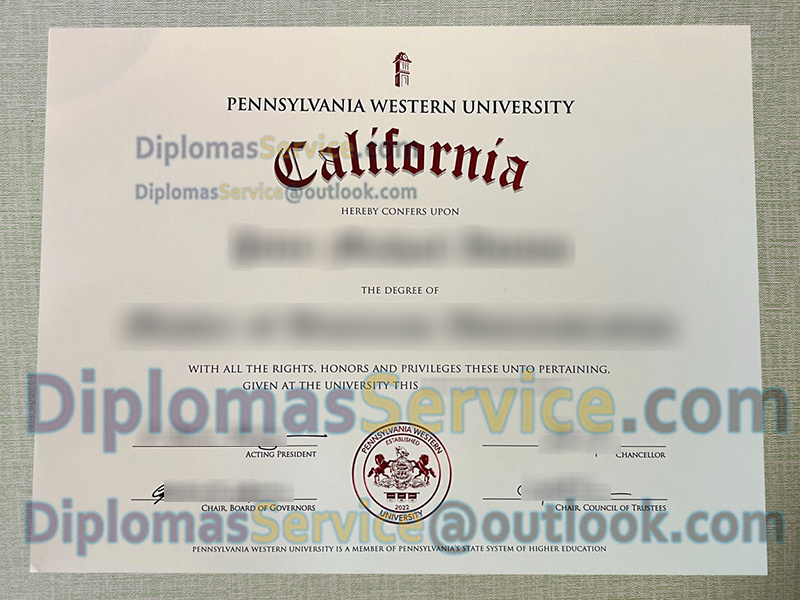 PENNSYLVANIA WESTERN UNIVERSITY
DiplomasService.com
California
DiplomasService@outlook.com
HEREBY CONFERS UPON
THE DEGREE OF
WITH ALL THE RIGHTS, HONORS AND PRIVILEGES THESE UNTO PERTAINING,
GIVEN AT THE UNIVERSITY THIS
DiplomasService.com
PENNSYLVANIA WESTERN
ESTABLISHED
2022
UNIVERSITY
ACTING PRESIDENT
CHANCELLOR
CHAIR, BOARD OF GOVERNORS
CHAIR, COUNCIL OF TRUSTEES
DiplomasService@outlook.com
PENNSYLVANIA WESTERN UNIVERSITY IS A MEMBER OF PENNSYLVANIA'S STATE SYSTEM OF HIGHER EDUCATION